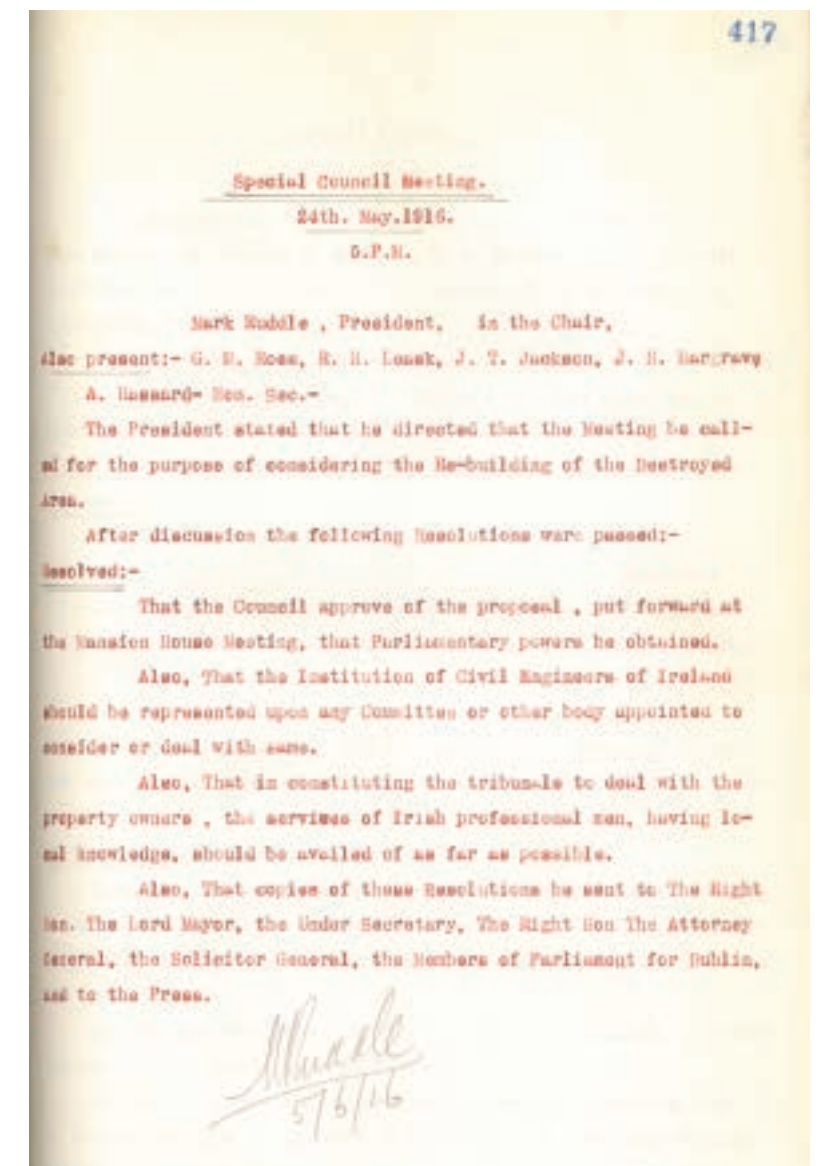 417
Special Council Meeting.
24th. May.1916.
5.P.M.
Mark Ruddle , President, in the Chair,
Also present:- G. M. Ross, R. H. J. T. Jackson, J. H. Hargrave
A. Hassard- Hon. Sec.-
The President stated that he directed that the Meeting be call-
ed for the purpose of considering the Re-building of the Destroyed
Area.
After discussion the following Resolutions were passed:-
Resolved:-
That the Council approve of the proposal , put forward at
the Mansion House Meeting, that Parliamentary powers be obtained.
Also, That the Institution of Civil Engineers of Ireland
should be represented upon any Committee or other body appointed to
consider or deal with same.
Also, That in constituting the tribunals to deal with the
property owners , the services of Irish professional men, having lo-
cal knowledge, should be availed of as far as possible.
Also, That copies of these Resolutions be sent to The Right
Hon. The Lord Mayor, the Under Secretary, The Right Hon The Attorney
General, the Solicitor General, the Members of Parliament for Dublin,
and to the Press.
MRuddle
5/6/16